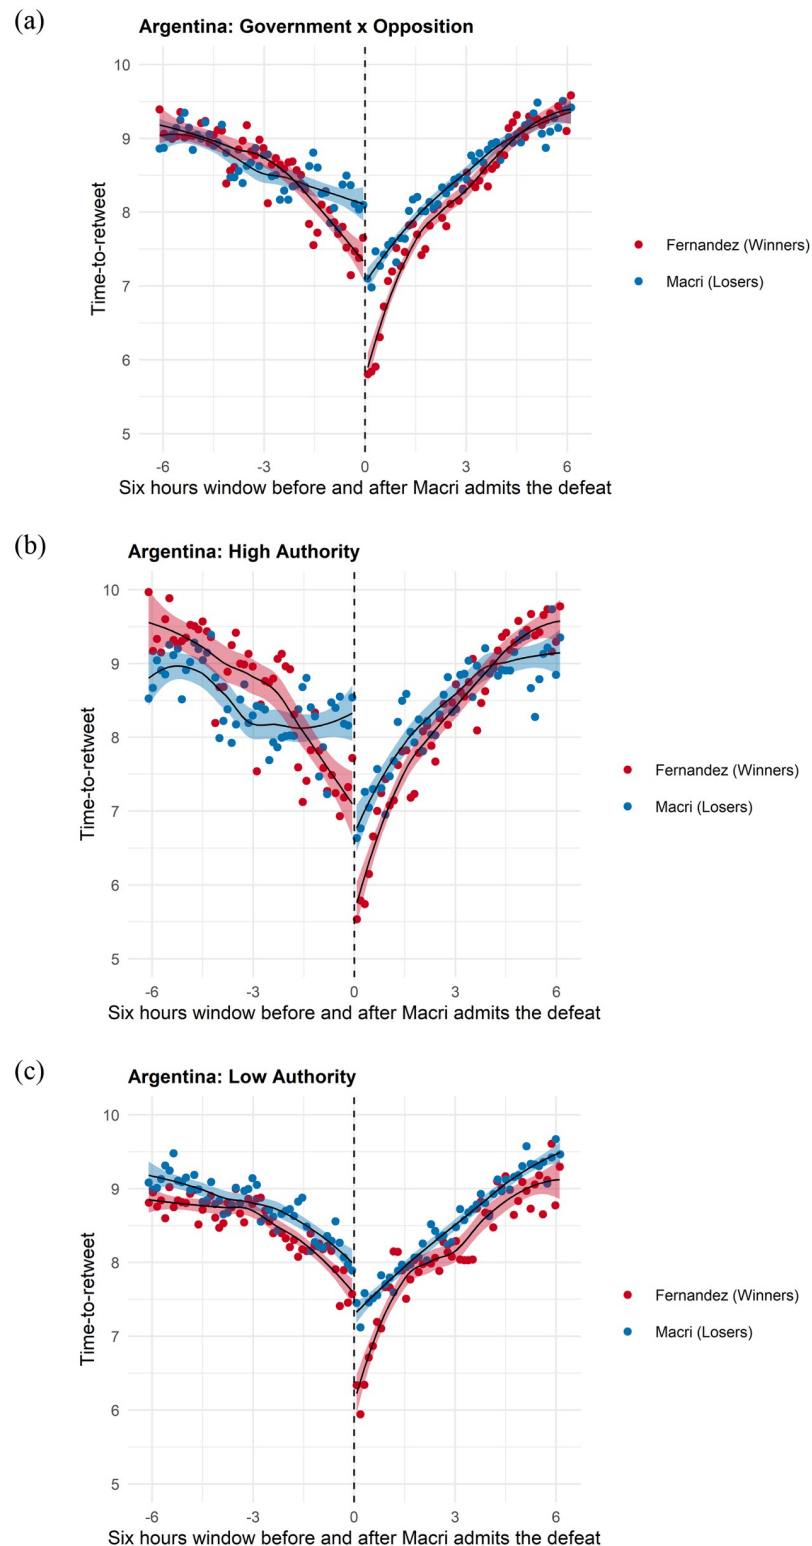 (a)
Argentina: Government x Opposition
10
9
8
7
6
5
Time-to-retweet
-6 -3 0 3 6
Six hours window before and after Macri admits the defeat
Fernandez (Winners)
Macri (Losers)
(b)
Argentina: High Authority
10
9
8
7
6
5
Time-to-retweet
-6 -3 0 3 6
Six hours window before and after Macri admits the defeat
Fernandez (Winners)
Macri (Losers)
(c)
Argentina: Low Authority
10
9
8
7
6
5
Time-to-retweet
-6 -3 0 3 6
Six hours window before and after Macri admits the defeat
Fernandez (Winners)
Macri (Losers)